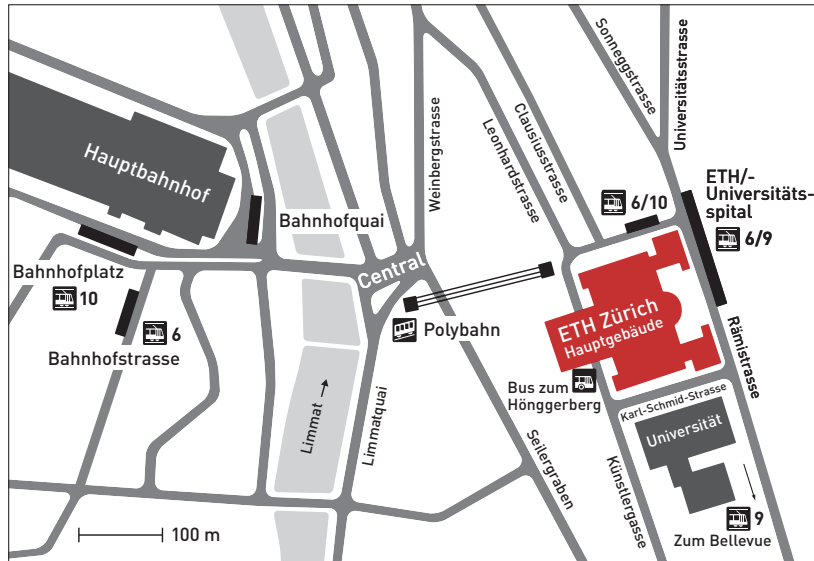 Sonneggstrasse
Universitätsstrasse
Weinbergstrasse
Leonhardstrasse
Clausiusstrasse
Hauptbahnhof
ETH/-
Universitäts-
spital
6/10
6/9
Bahnhofquai
Central
Bahnhofplatz
10
6
Bahnhofstrasse
Polybahn
ETH Zürich
Hauptgebäude
Rämistrasse
Bus zum
Hönggerberg
Karl-Schmid-Strasse
Universität
Limmat
Limmatquai
Seilergraben
Künstlergasse
9
Zum Bellevue
100 m